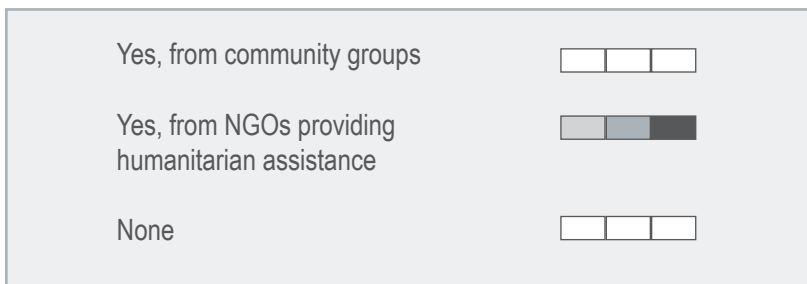 Yes, from community groups
Yes, from NGOs providing
humanitarian assistance
None